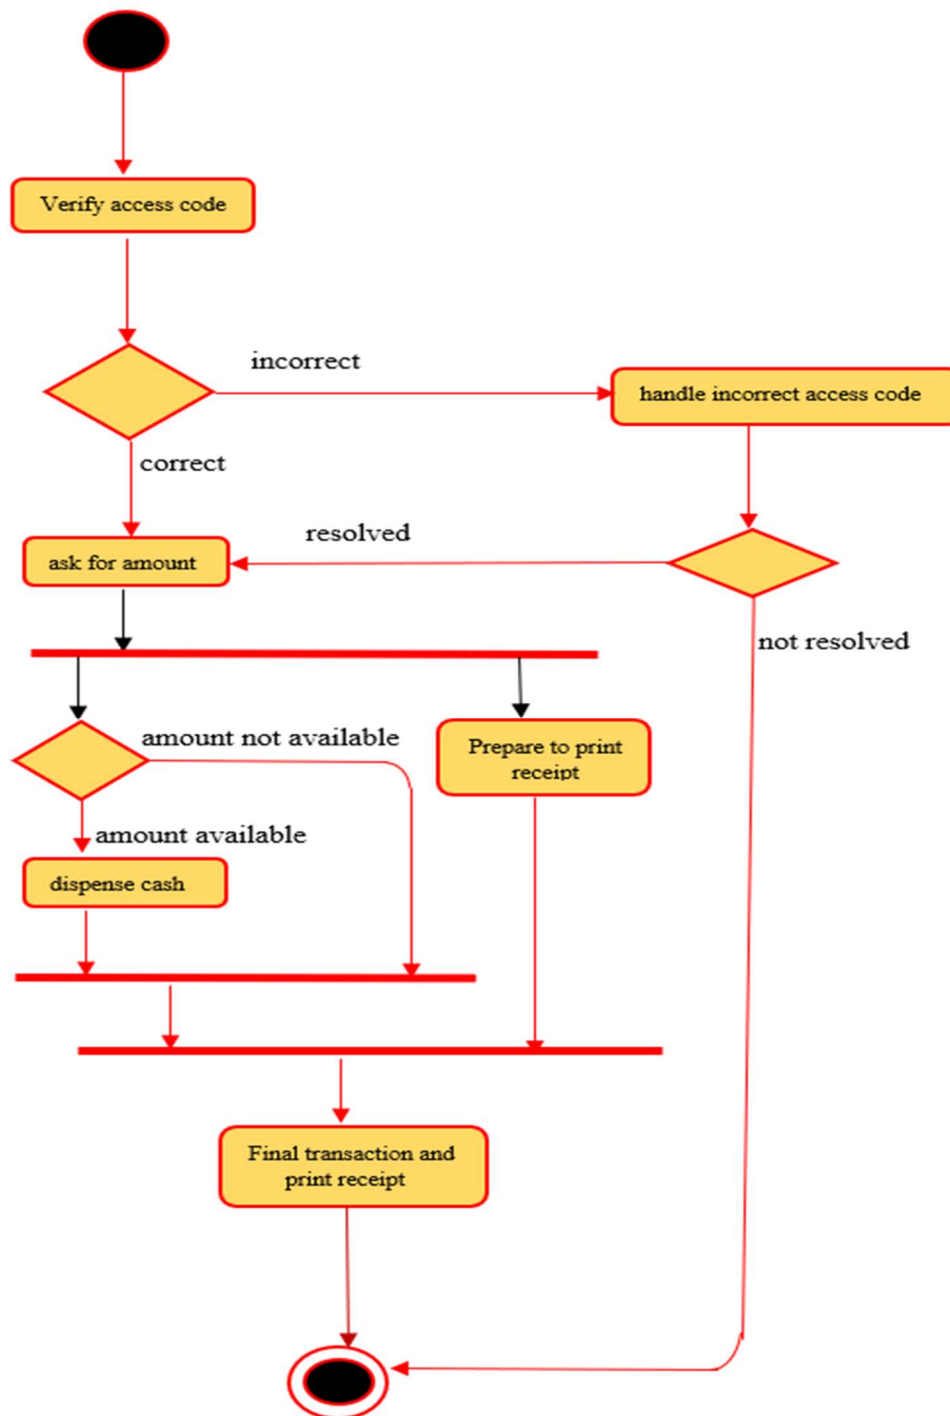 Verify access code
incorrect
handle incorrect access code
correct
resolved
ask for amount
not resolved
amount not available
Prepare to print
receipt
amount available
dispense cash
Final transaction and
print receipt